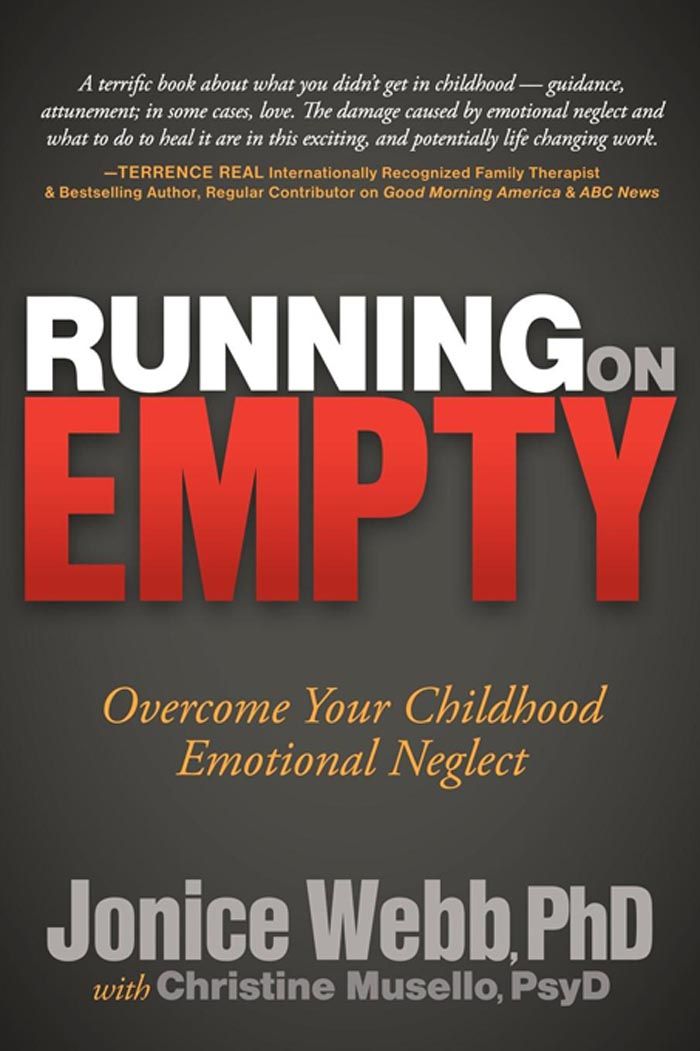 A terrific book about what you didn't get in childhood — guidance,
attunement; in some cases, love. The damage caused by emotional neglect and
what to do to heal it are in this exciting, and potentially life changing work.
—TERRENCE REAL Internationally Recognized Family Therapist
& Bestselling Author, Regular Contributor on Good Morning America & ABC News
RUNNING ON
EMPTY
Overcome Your Childhood
Emotional Neglect
Jonice Webb, PhD
with Christine Musello, PsyD